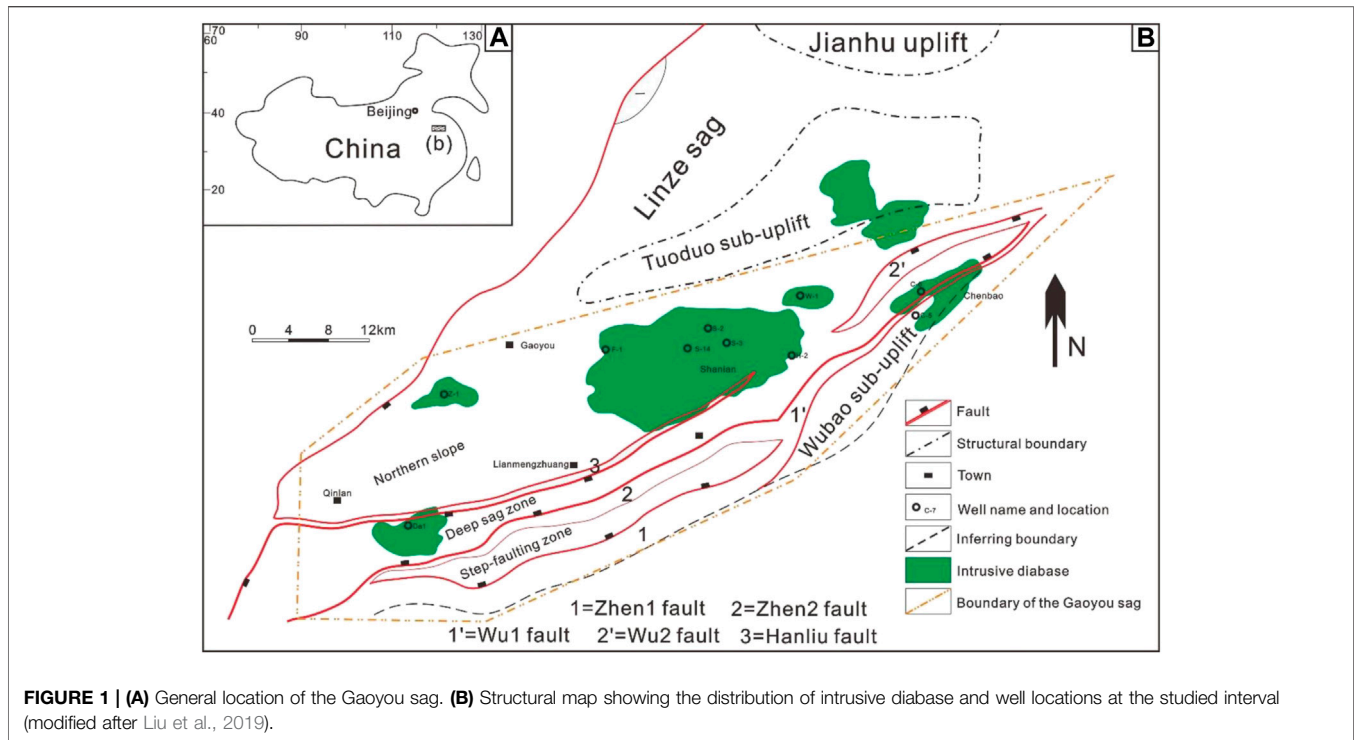 70
60
90
110
130
A
40
20
Beijing
China
(b)
B
Jianhu uplift
Linze sag
Tuoduo sub-uplift
0 4 8 12km
Gaoyou
W-1
Shanian
2'
Chenbao
N
Wubao sub-uplift
1'
Northern slope
Lianmengzhuang
3
Qinlan
2
Deep sag zone
Step-faulting zone
1
Fault
Structural boundary
Town
C-7 Well name and location
Inferring boundary
Intrusive diabase
Boundary of the Gaoyou sag
1=Zhen1 fault 2=Zhen2 fault
1'=Wu1 fault 2'=Wu2 fault 3=Hanliu fault
FIGURE 1 | (A) General location of the Gaoyou sag. (B) Structural map showing the distribution of intrusive diabase and well locations at the studied interval
(modified after Liu et al., 2019).